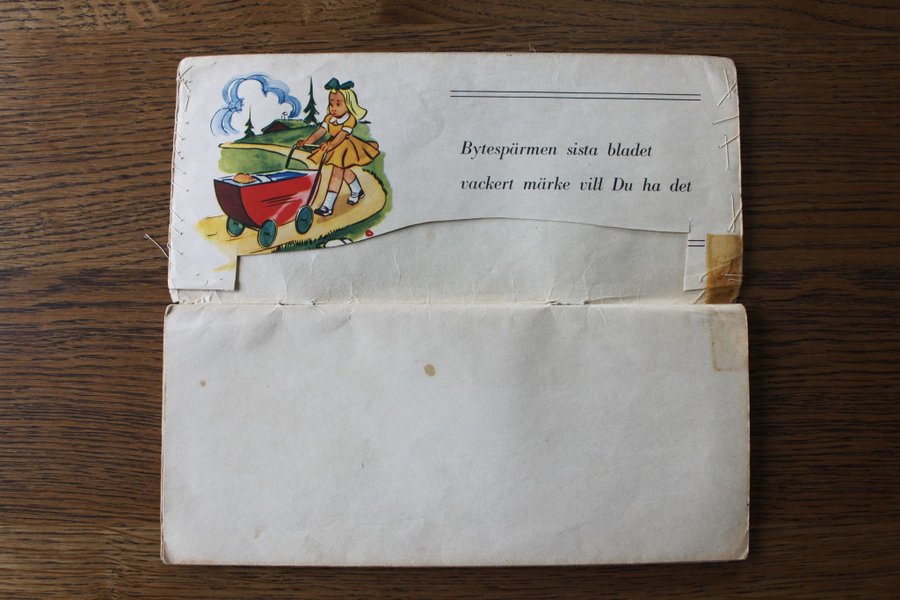 Bytespärmen sista bladet
vackert märke vill Du ha det